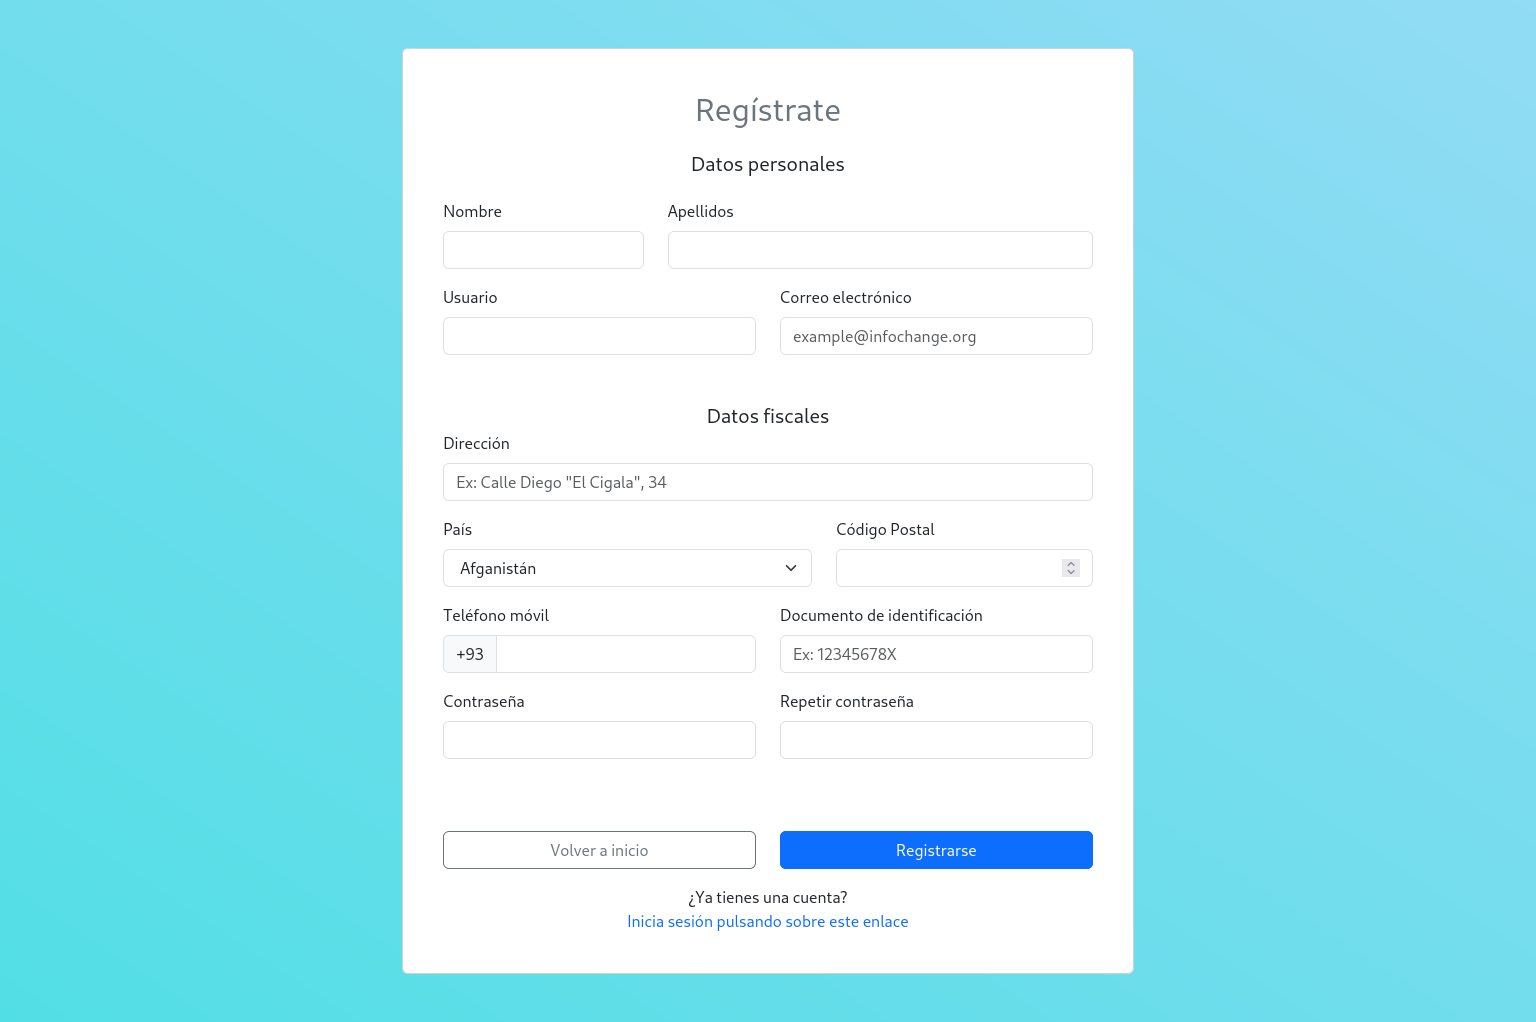 Regístrate
Datos personales
Nombre
Apellidos
Usuario
Correo electrónico
example@infochange.org
Datos fiscales
Dirección
Ex: Calle Diego "El Cigala", 34
País
Código Postal
Afganistán
Teléfono móvil
Documento de identificación
+93
Ex: 12345678X
Contraseña
Repetir contraseña
Volver a inicio
Registrarse
¿Ya tienes una cuenta?
Inicia sesión pulsando sobre este enlace